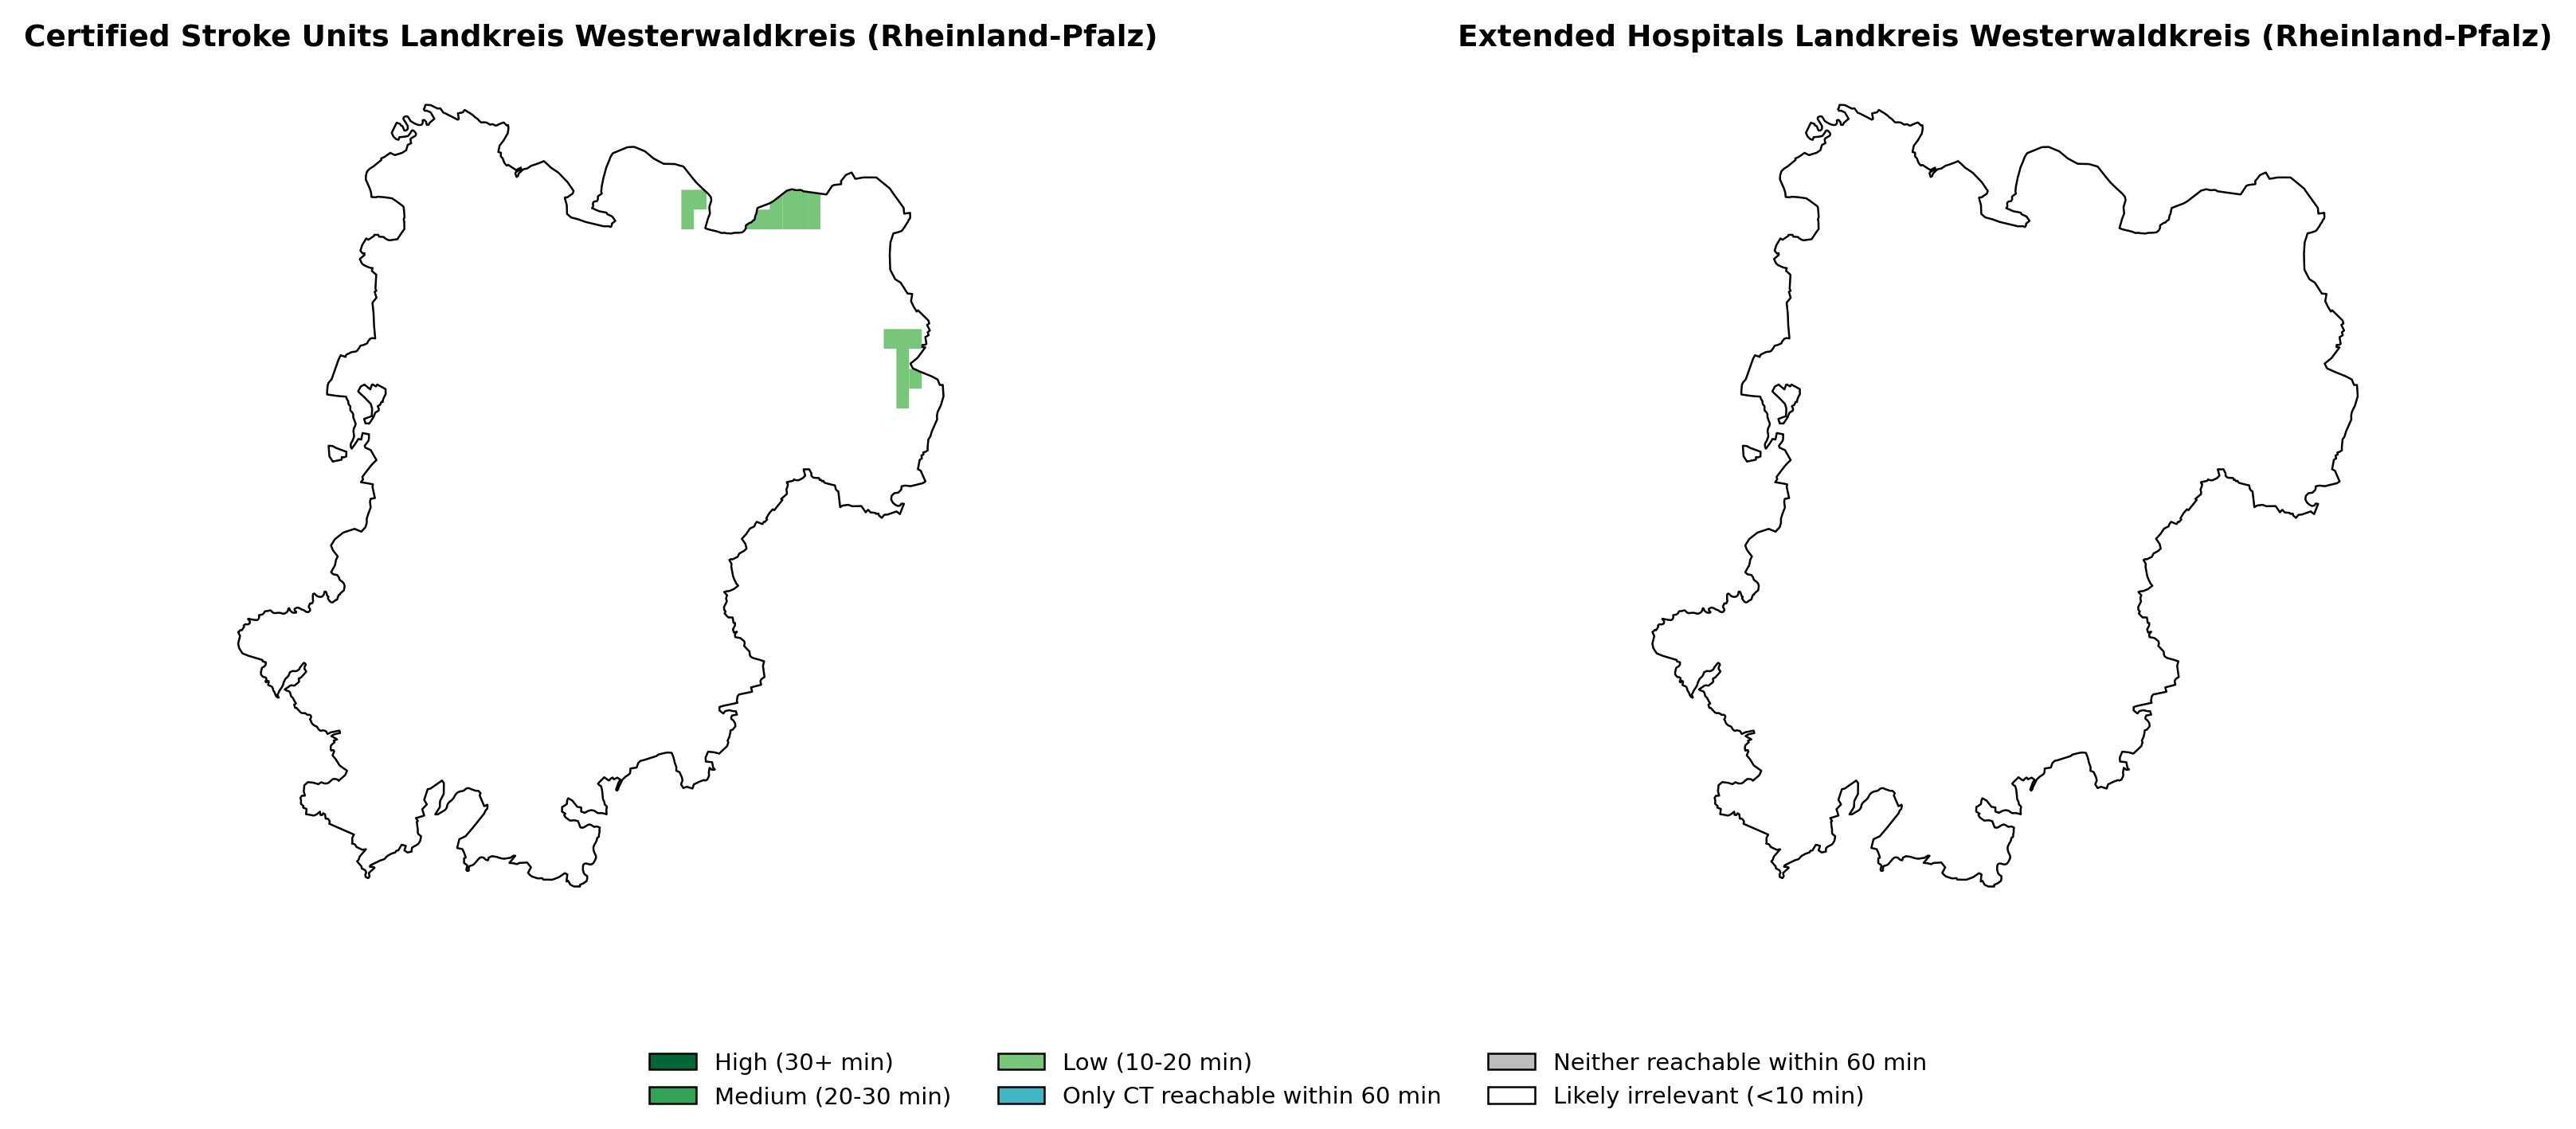 Certified Stroke Units Landkreis Westerwaldkreis (Rheinland-Pfalz)
Extended Hospitals Landkreis Westerwaldkreis (Rheinland-Pfalz)
High (30+ min)
Medium (20-30 min)
Low (10-20 min)
Only CT reachable within 60 min
Neither reachable within 60 min
Likely irrelevant (<10 min)